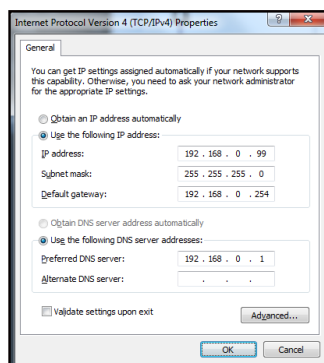 Internet Protocol Version 4 (TCP/IPv4) Properties
General
You can get IP settings assigned automatically if your network supports
this capability. Otherwise, you need to ask your network administrator
for the appropriate IP settings.
Obtain an IP address automatically
Use the following IP address:
IP address: 192 . 168 . 0 . 99
Subnet mask: 255 . 255 . 255 . 0
Default gateway: 192 . 168 . 0 . 254
Obtain DNS server address automatically
Use the following DNS server addresses:
Preferred DNS server: 192 . 168 . 0 . 1
Alternate DNS server: . . .
Validate settings upon exit
Advanced...
OK Cancel